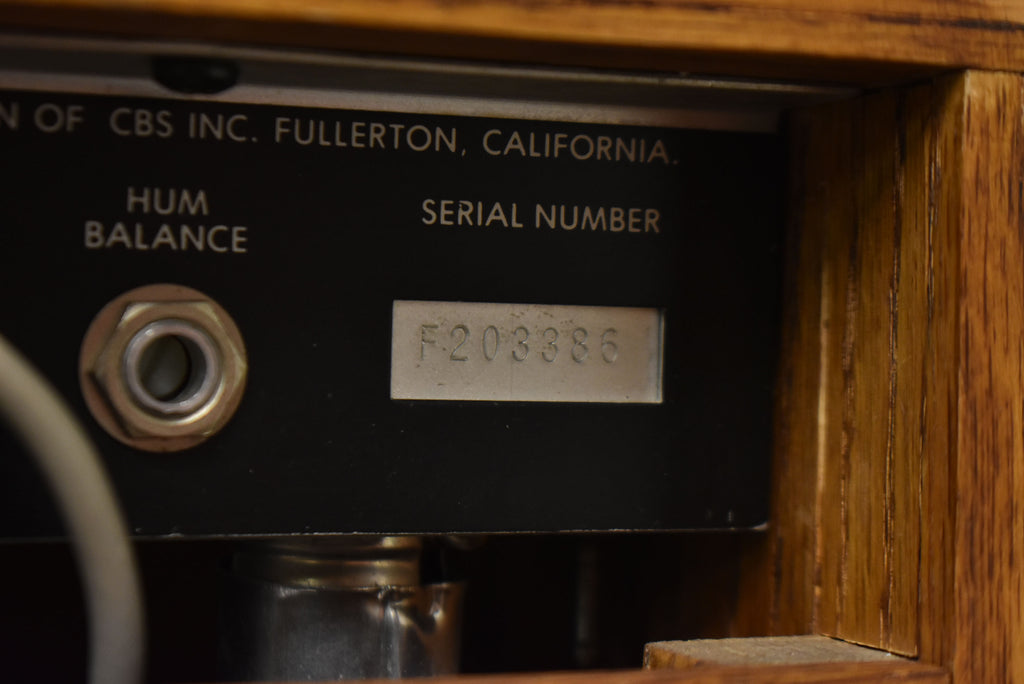 N OF CBS INC. FULLERTON, CALIFORNIA.
HUM
BALANCE
SERIAL NUMBER
F203386